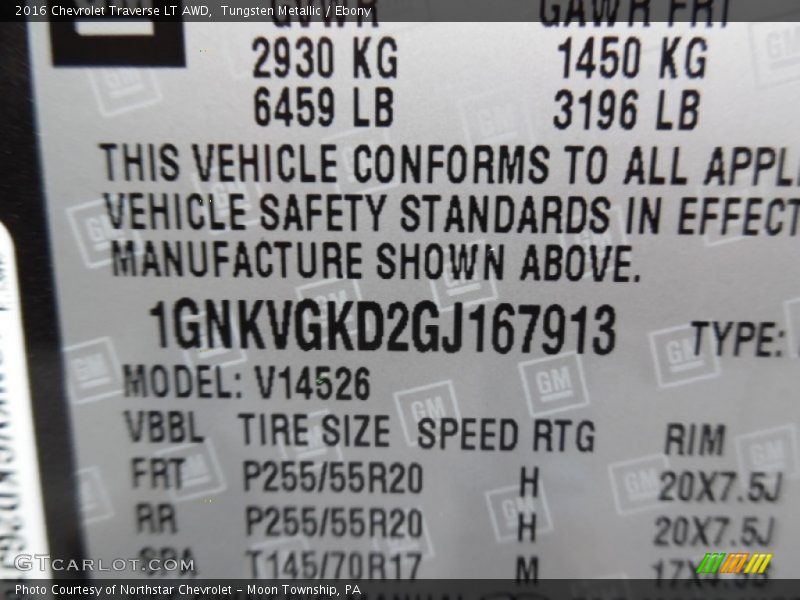 2016 Chevrolet Traverse LT AWD, Tungsten Metallic / Ebony
GVWR GAWR FRT
2930 KG 1450 KG
6459 LB 3196 LB
THIS VEHICLE CONFORMS TO ALL APPLI
VEHICLE SAFETY STANDARDS IN EFFECT
MANUFACTURE SHOWN ABOVE.
1GNKVGKD2GJ167913 TYPE:
MODEL: V14526
VBBL TIRE SIZE SPEED RTG RIM
FRT P255/55R20 H 20X7.5J
RR P255/55R20 H 20X7.5J
SPA T145/70R17 M
GTCARLOT.COM
Photo Courtesy of Northstar Chevrolet - Moon Township, PA